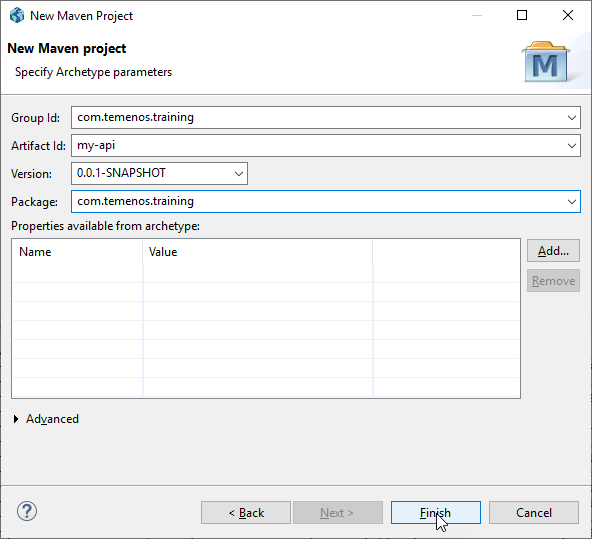 New Maven Project
New Maven project
Specify Archetype parameters
M
Group Id: com.temenos.training
Artifact Id: my-api
Version: 0.0.1-SNAPSHOT
Package: com.temenos.training
Properties available from archetype:
Name Value
Add...
Remove
Advanced
? < Back Next > Finish Cancel